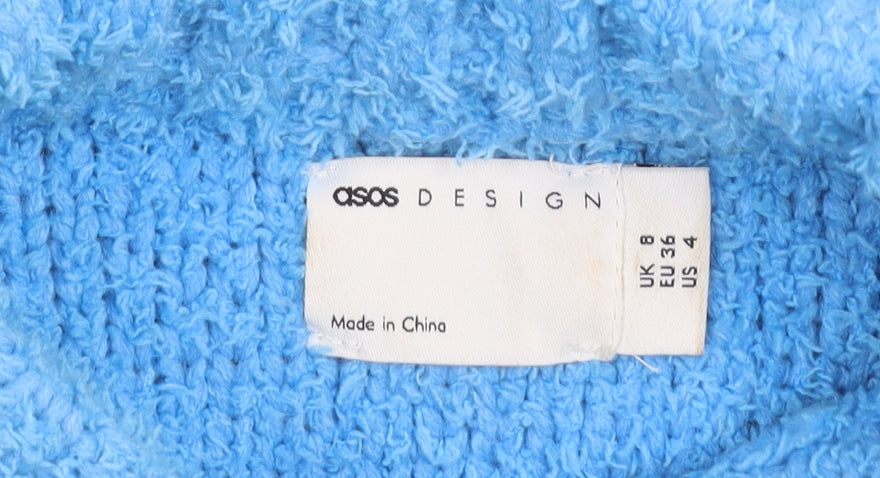 asos DESIGN
Made in China
UK 8
EU 36
US 4